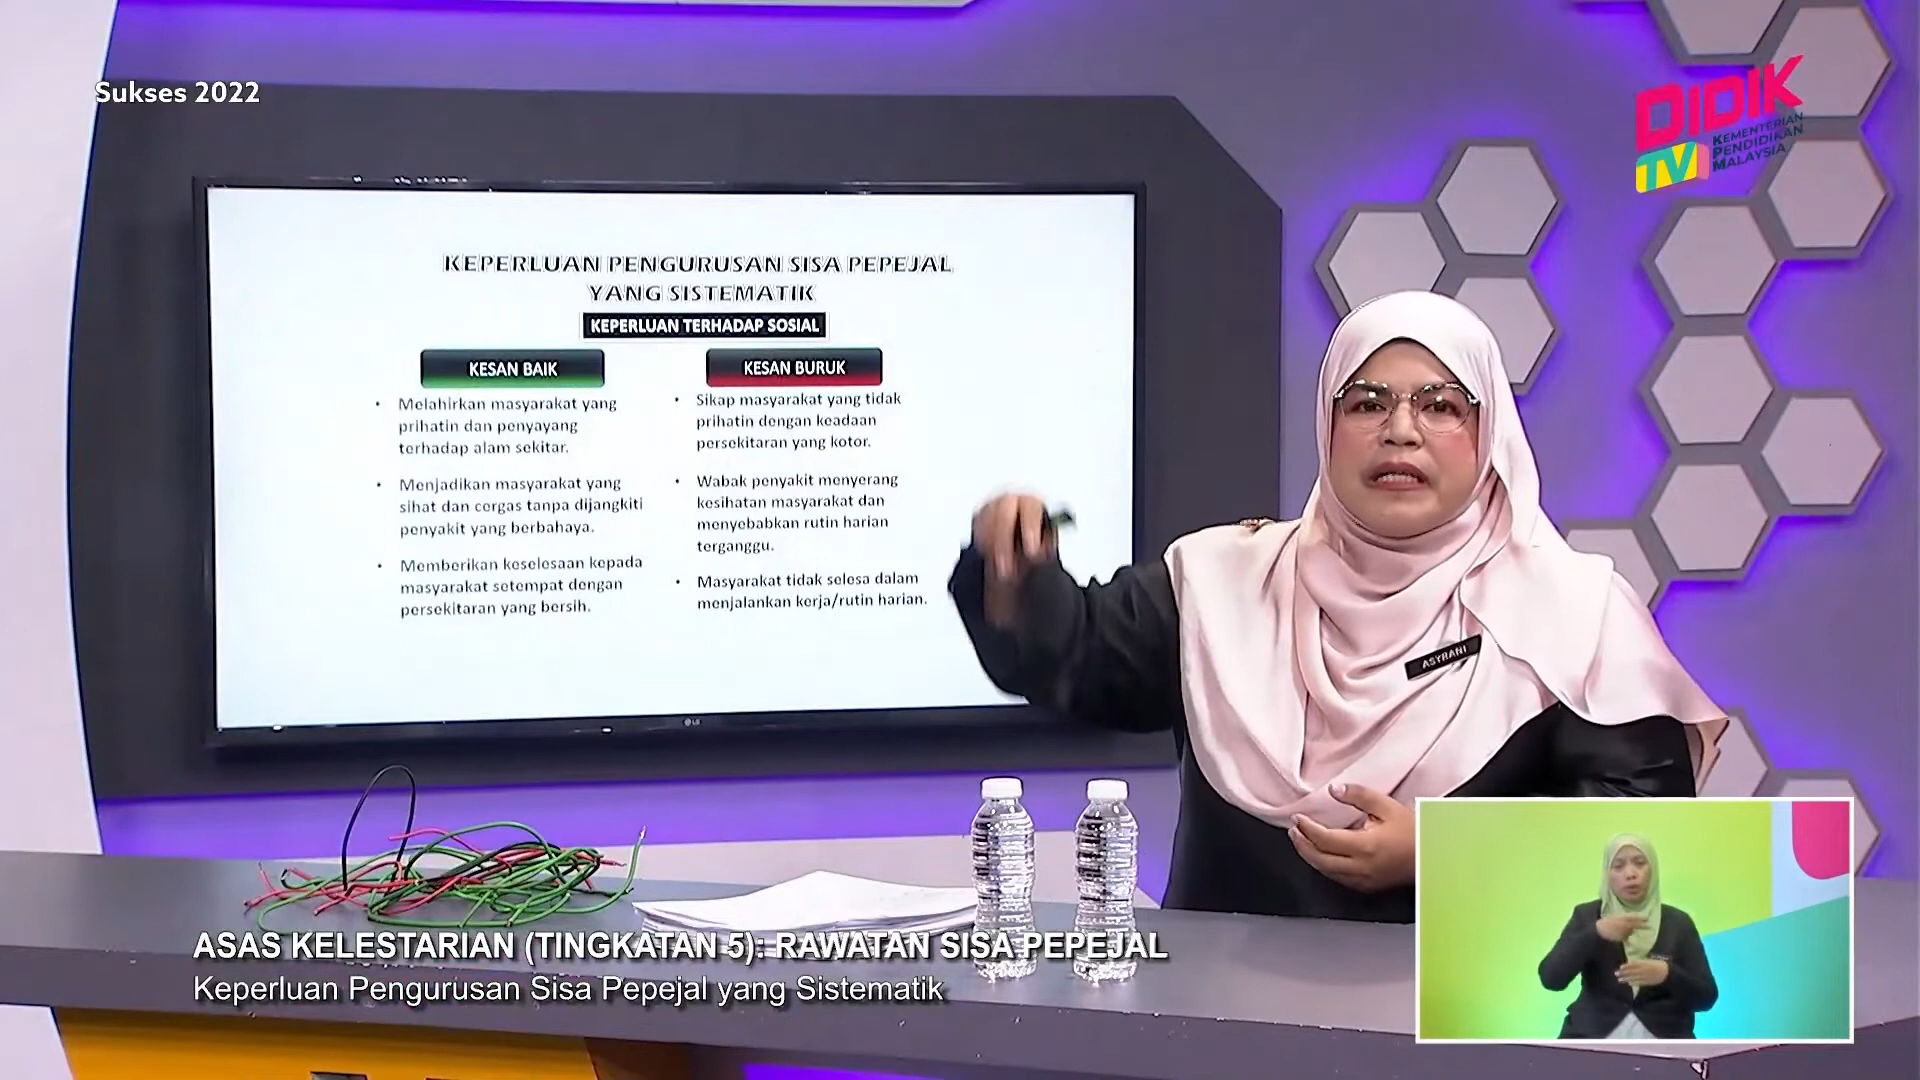 Sukses 2022
DIDIK
TV
KEMENTERIAN
PENDIDIKAN
MALAYSIA
KEPERLUAN PENGURUSAN SISA PEPEJAL
YANG SISTEMATIK
KEPERLUAN TERHADAP SOSIAL
KESAN BAIK
• Melahirkan masyarakat yang
prihatin dan penyayang
terhadap alam sekitar.
• Menjadikan masyarakat yang
sihat dan cergas tanpa dijangkiti
penyakit yang berbahaya.
• Memberikan keselesaan kepada
masyarakat setempat dengan
persekitaran yang bersih.
KESAN BURUK
• Sikap masyarakat yang tidak
prihatin dengan keadaan
persekitaran yang kotor.
• Wabak penyakit menyerang
kesihatan masyarakat dan
menyebabkan rutin harian
terganggu.
• Masyarakat tidak selesa dalam
menjalankan kerja/rutin harian.
LG
ASYRANI
ASAS KELESTARIAN (TINGKATAN 5): RAWATAN SISA PEPEJAL
Keperluan Pengurusan Sisa Pepejal yang Sistematik